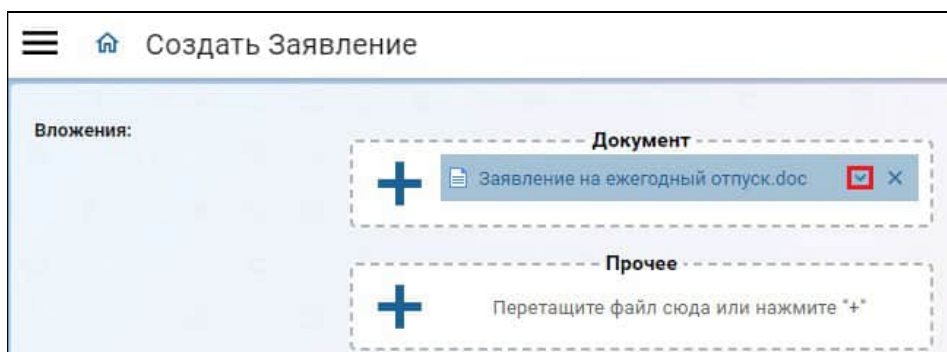 Создать Заявление
Вложения:
Документ
Заявление на ежегодный отпуск.doc
Прочее
Перетащите файл сюда или нажмите "+"